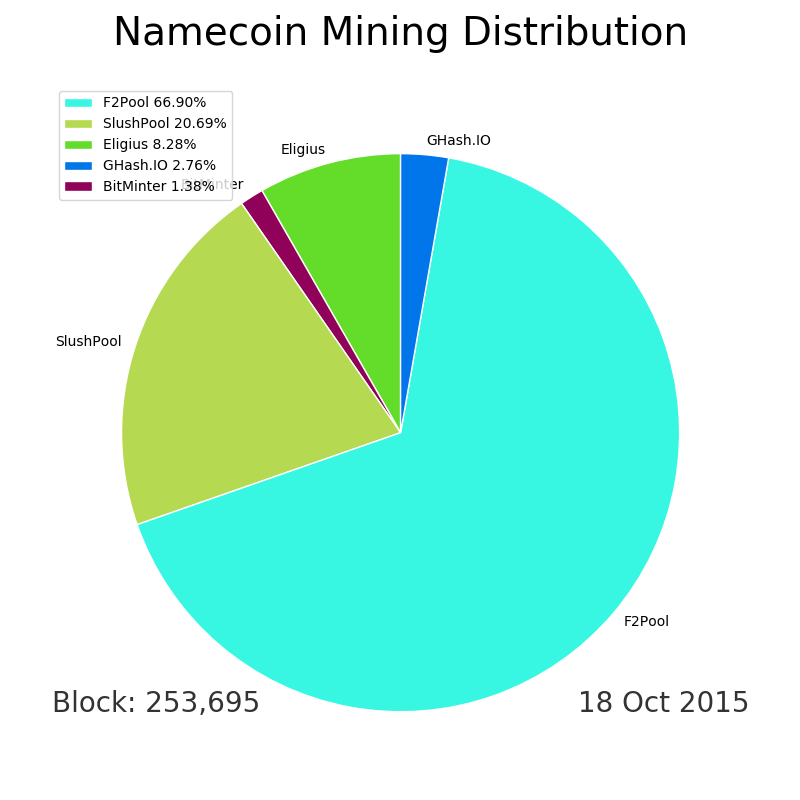 Namecoin Mining Distribution
F2Pool 66.90%
SlushPool 20.69%
Eligius 8.28%
GHash.IO 2.76%
BitMinter 1.38%
GHash.IO
Eligius
BitMinter
SlushPool
F2Pool
Block: 253,695
18 Oct 2015